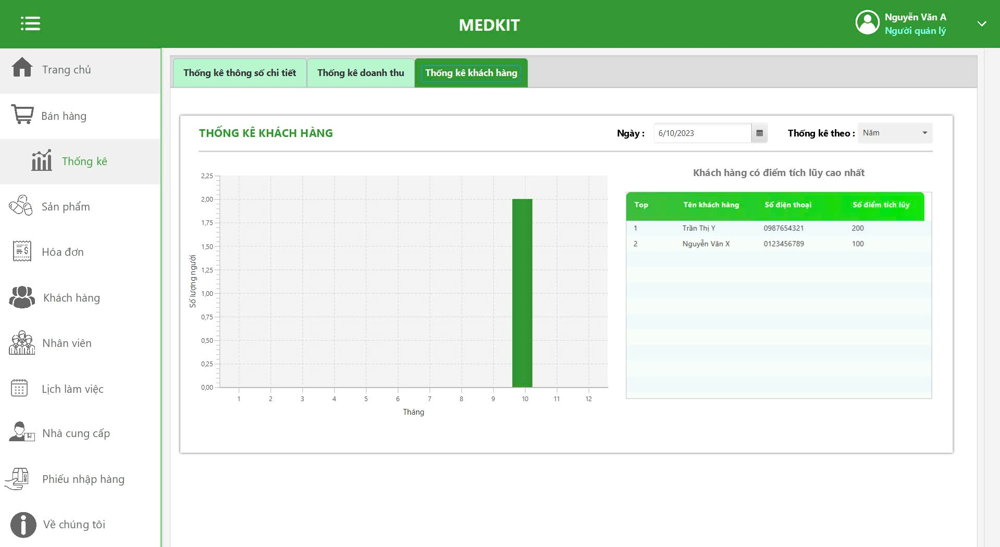 MEDKIT
Nguyễn Văn A
Người quản lý
Trang chủ
Bán hàng
Thống kê
Sản phẩm
Hóa đơn
Khách hàng
Nhân viên
Lịch làm việc
Nhà cung cấp
Phiếu nhập hàng
Về chúng tôi
Thống kê thông số chi tiết
Thống kê doanh thu
Thống kê khách hàng
THỐNG KÊ KHÁCH HÀNG
Ngày :
6/10/2023
Thống kê theo :
Năm
2,25
2,00
1,75
1,50
1,25
1,00
0,75
0,50
0,25
0,00
Số lượng người
1 2 3 4 5 6 7 8 9 10 11 12
Tháng
Khách hàng có điểm tích lũy cao nhất
Top Tên khách hàng Số điện thoại Số điểm tích lũy
1 Trần Thị Y 0987654321 200
2 Nguyễn Văn X 0123456789 100